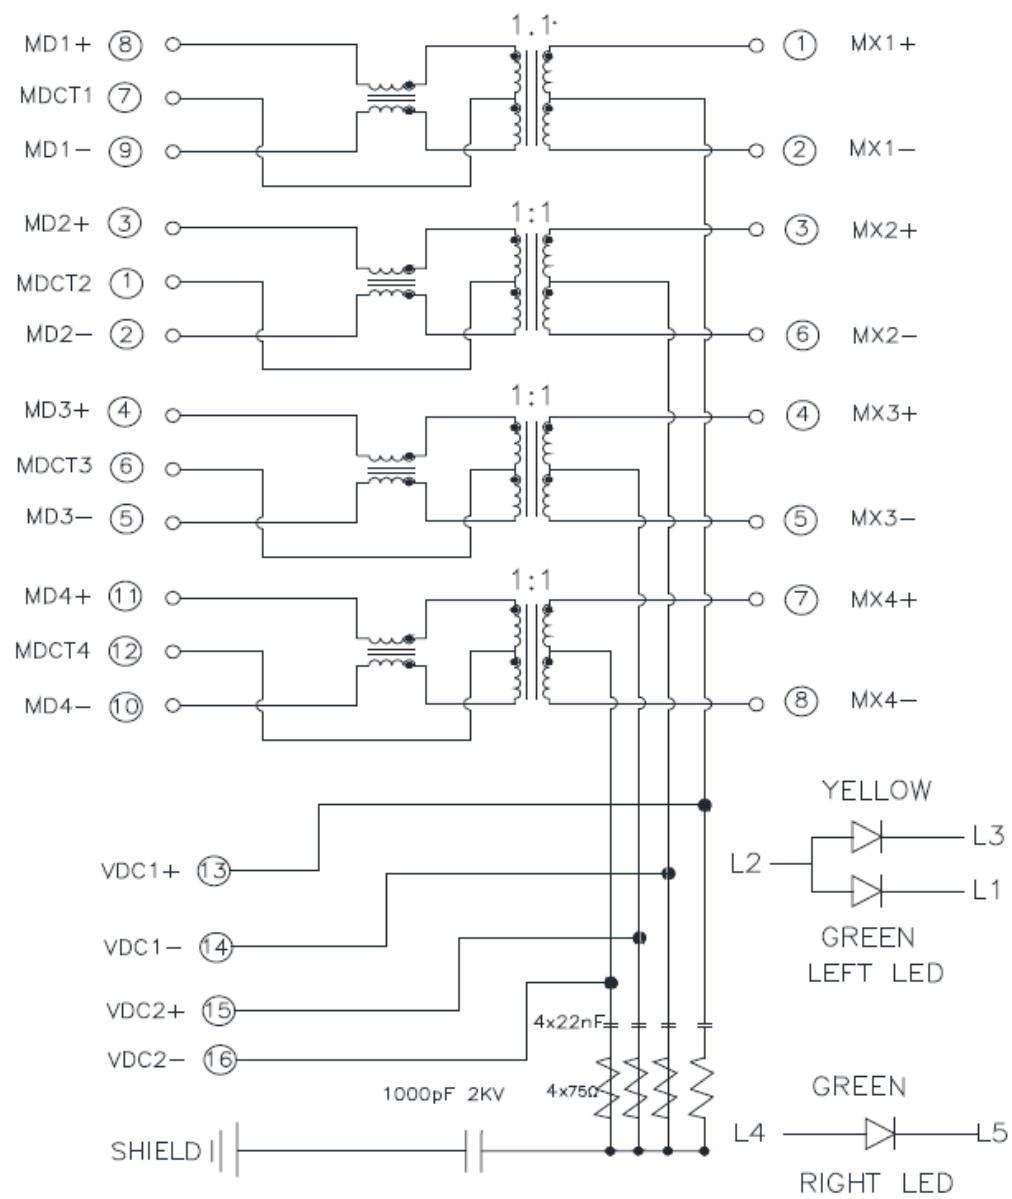 1.1
MD1+ 8 1 MX1+
MDCT1 7
MD1- 9 2 MX1-
1:1
MD2+ 3 3 MX2+
MDCT2 1
MD2- 2 6 MX2-
1:1
MD3+ 4 4 MX3+
MDCT3 6
MD3- 5 5 MX3-
1:1
MD4+ 11 7 MX4+
MDCT4 12
MD4- 10 8 MX4-
YELLOW
L3
L2
VDC1+ 13
L1
GREEN
VDC1- 14
LEFT LED
VDC2+ 15
4x22nF
VDC2- 16
GREEN
1000pF 2KV 4x75Ω
L4 L5
SHIELD
RIGHT LED